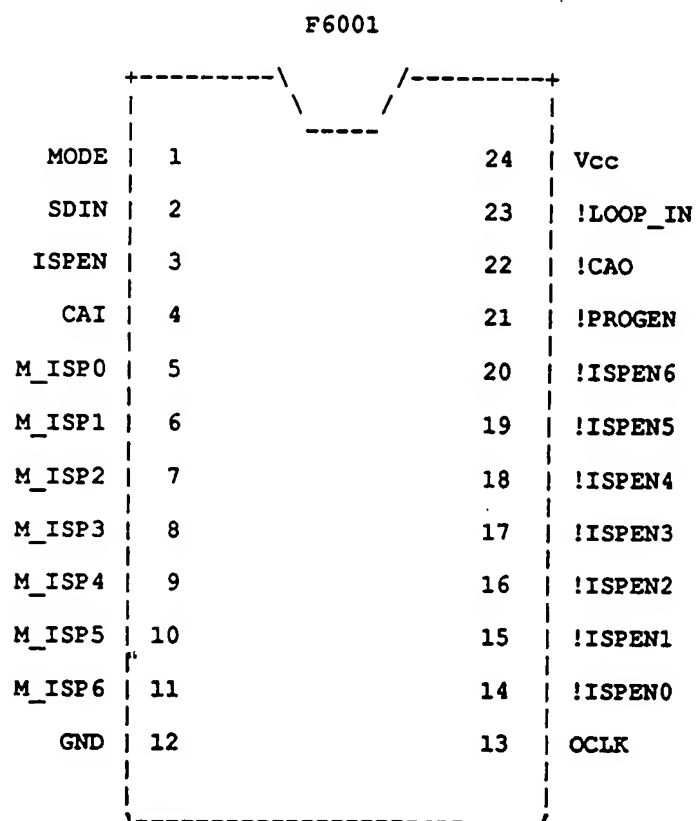 F6001
MODE 1 24 Vcc
SDIN 2 23 !LOOP_IN
ISPEN 3 22 !CAO
CAI 4 21 !PROGEN
M_ISP0 5 20 !ISPEN6
M_ISP1 6 19 !ISPEN5
M_ISP2 7 18 !ISPEN4
M_ISP3 8 17 !ISPEN3
M_ISP4 9 16 !ISPEN2
M_ISP5 10 15 !ISPEN1
M_ISP6 11 14 !ISPEN0
GND 12 13 OCLK